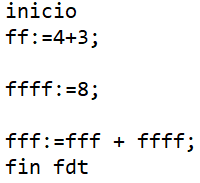 inicio
ff:=4+3;
ffff:=8;
fff:=fff + ffff;
fin fdt